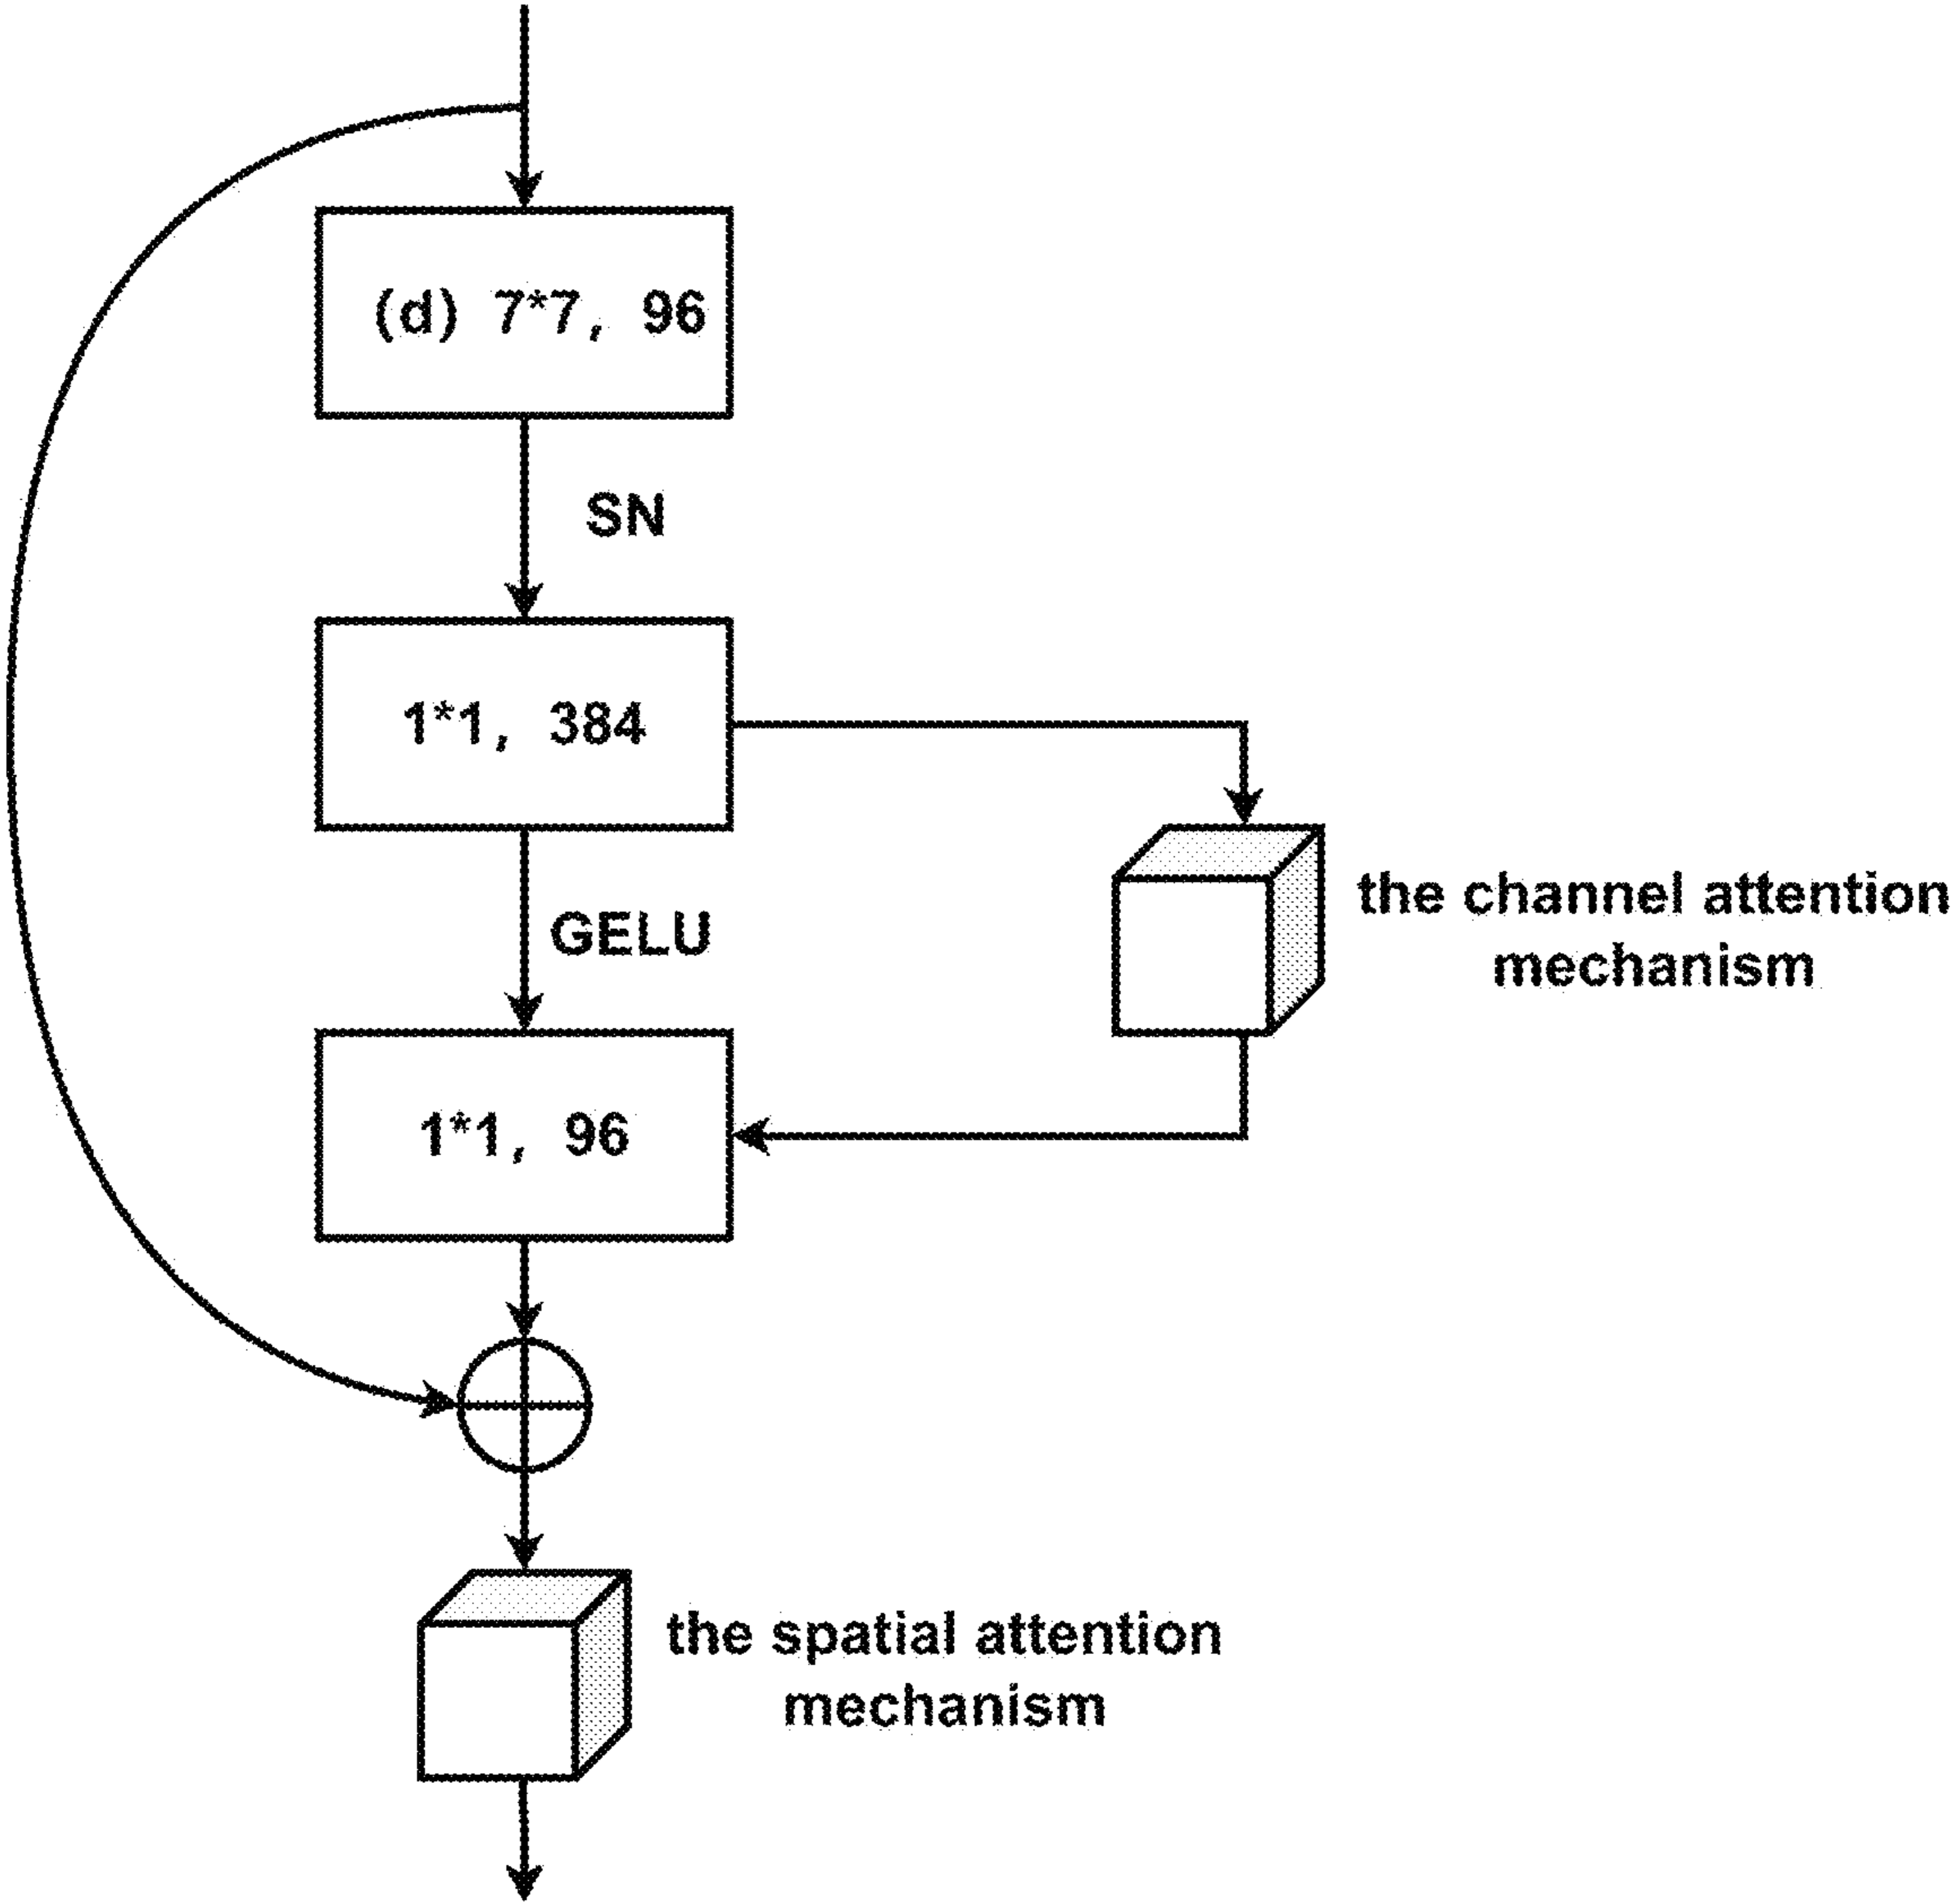 (d) 7*7, 96
SN
1*1, 384
the channel attention
mechanism
GELU
1*1, 96
the spatial attention
mechanism